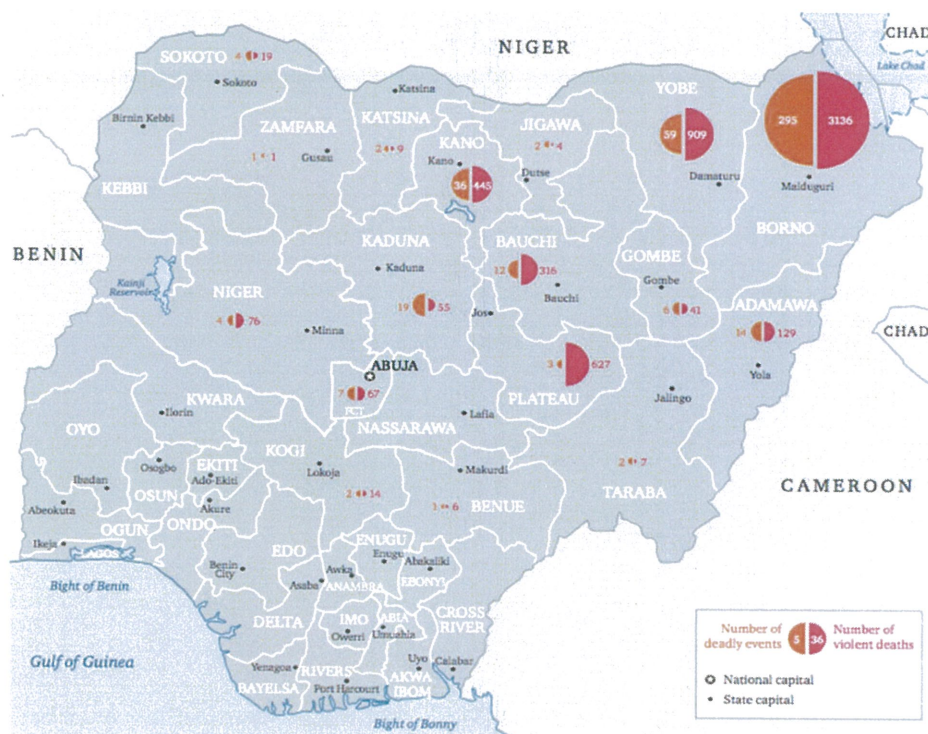 NIGER
CHAD
Lake Chad
SOKOTO 4 19
Sokoto
Katsina
YOBE
Birnin Kebbi
KATSINA
ZAMFARA
JIGAWA
295 3136
59 909
KANO
1 1
Gusau
2 9
2 4
Kano
Dutse
36 445
Damaturu
Maiduguri
KEBBI
BORNO
BENIN
KADUNA
BAUCHI
GOMBE
Kaduna
12 316
Gombe
Kainji
Reservoir
NIGER
Bauchi
ADAMAWA
19 55
Jos
6 41
4 76
Minna
14 129
CHAD
ABUJA
3 627
Yola
7 67
FCT
PLATEAU
Jalingo
KWARA
Ilorin
NASSARAWA
Lafia
OYO
KOGI
Osogbo
EKITI
Lokoja
Makurdi
2 7
Ibadan
Ado-Ekiti
TARABA
CAMEROON
OSUN
2 14
1 6
BENUE
Abeokuta
Akure
OGUN
ONDO
Ikeja
LAGOS
EDO
ENUGU
Enugu
Abakaliki
Benin
City
Awka
Asaba
ANAMBRA
EBONYI
Bight of Benin
DELTA
IMO
ABIA
CROSS
RIVER
Owerri
Umuahia
Gulf of Guinea
Yenagoa
RIVERS
Uyo
Calabar
BAYELSA
Port Harcourt
AKWA
IBOM
Bight of Bonny
Number of
deadly events
5 36
Number of
violent deaths
National capital
State capital